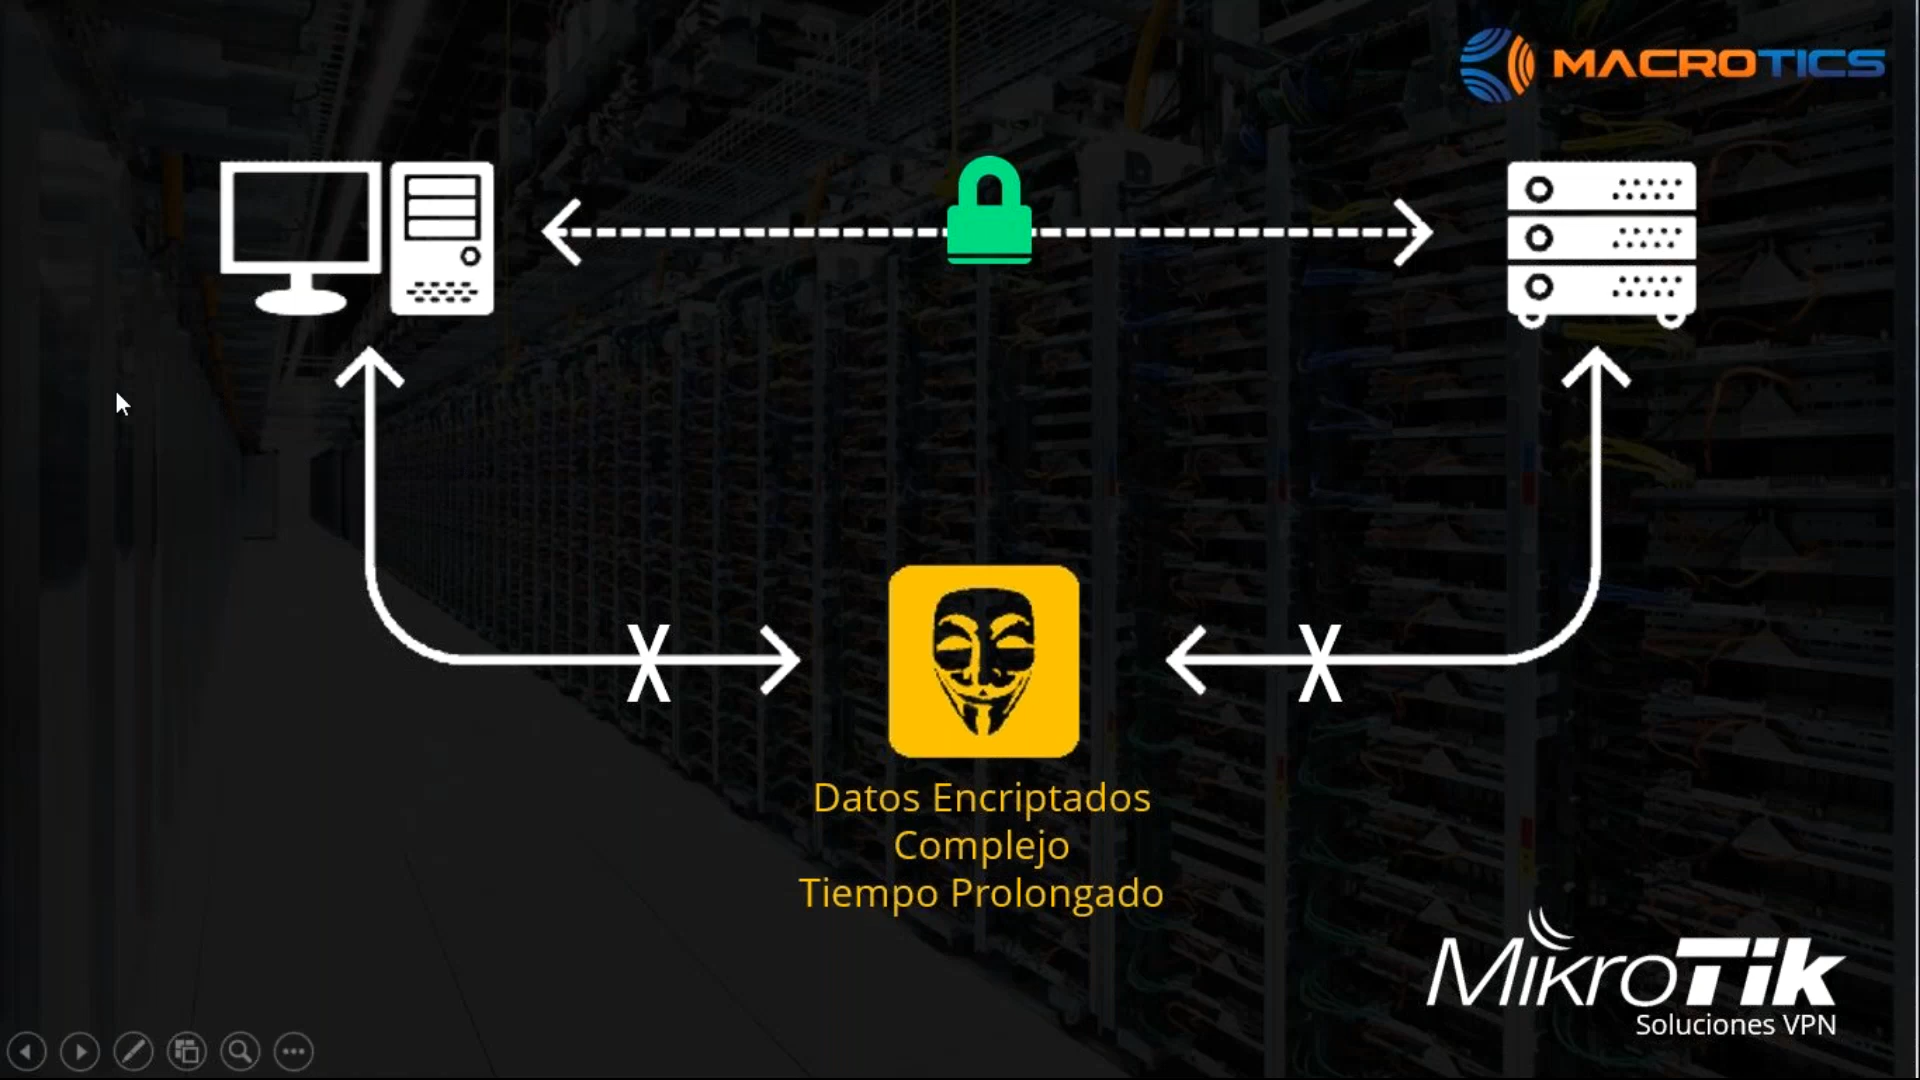 MACROTICS
X
X
Datos Encriptados
Complejo
Tiempo Prolongado
MikroTik
Soluciones VPN